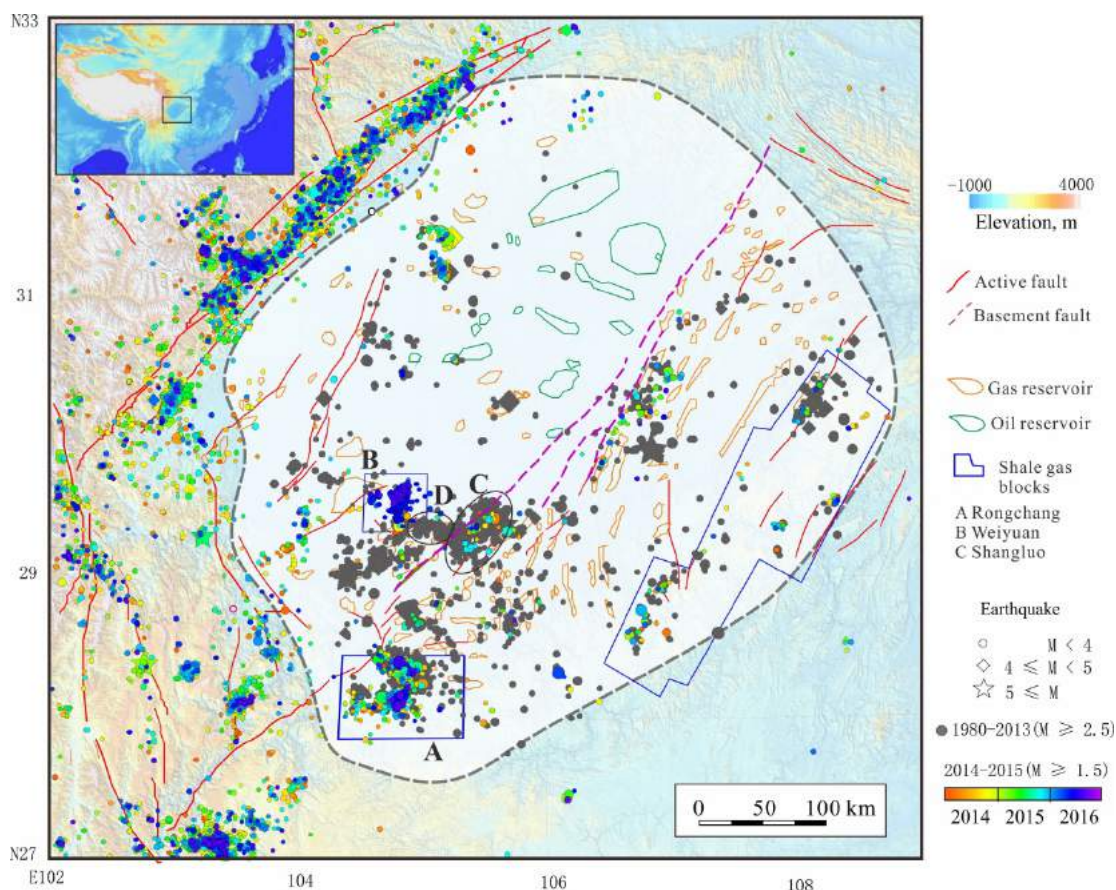 N33
31
29
N27
E102
104
106
108
B
D
C
A
0 50 100 km
-1000 4000
Elevation, m
Active fault
Basement fault
Gas reservoir
Oil reservoir
Shale gas
blocks
A Rongchang
B Weiyuan
C Shangluo
Earthquake
M < 4
4 ≤ M < 5
5 ≤ M
1980-2013(M ≥ 2.5)
2014-2015(M ≥ 1.5)
2014 2015 2016